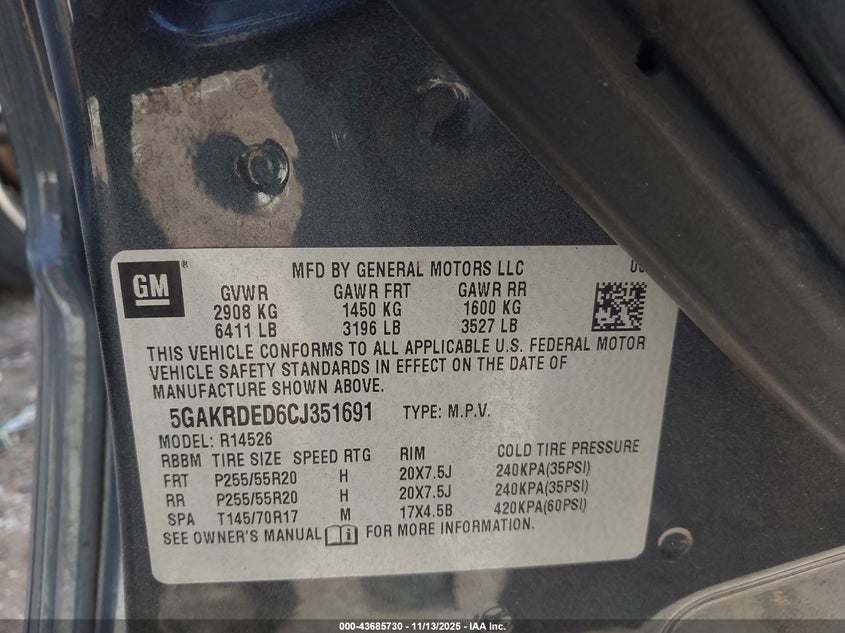 GM ®
MFD BY GENERAL MOTORS LLC
GVWR GAWR FRT GAWR RR
2908 KG 1450 KG 1600 KG
6411 LB 3196 LB 3527 LB
THIS VEHICLE CONFORMS TO ALL APPLICABLE U.S. FEDERAL MOTOR
VEHICLE SAFETY STANDARDS IN EFFECT ON THE DATE OF
MANUFACTURE SHOWN ABOVE.
5GAKRDED6CJ351691 TYPE: M.P.V.
MODEL: R14526
RBBM TIRE SIZE SPEED RTG RIM COLD TIRE PRESSURE
FRT P255/55R20 H 20X7.5J 240KPA(35PSI)
RR P255/55R20 H 20X7.5J 240KPA(35PSI)
SPA T145/70R17 M 17X4.5B 420KPA(60PSI)
SEE OWNER'S MANUAL FOR MORE INFORMATION.
000-43685730 - 11/13/2025 - IAA Inc.